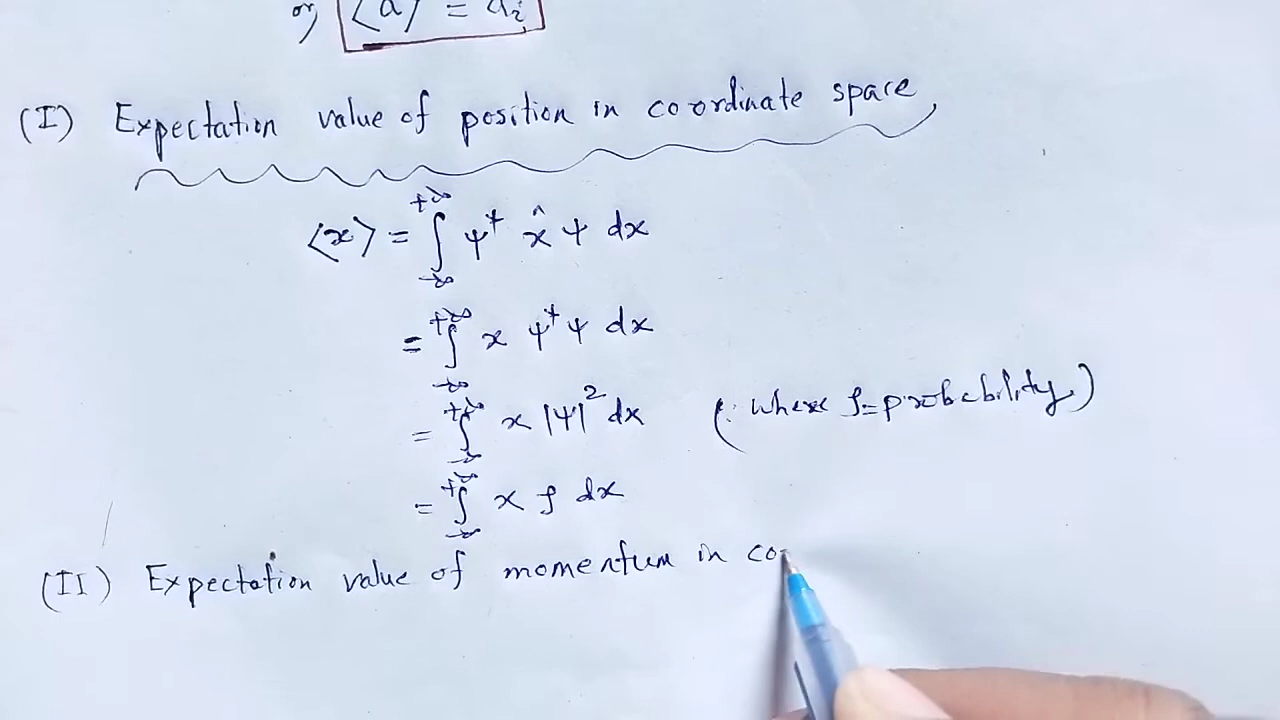 or, ⟨a⟩ = a_i
(I) Expectation value of position in coordinate space,
⟨x⟩ = ∫_{-∞}^{+∞} ψ* x̂ ψ dx
= ∫_{-∞}^{+∞} x ψ*ψ dx
= ∫_{-∞}^{+∞} x |ψ|² dx (∵ where ρ = probability)
= ∫_{-∞}^{+∞} x ρ dx
(II) Expectation value of momentum in co